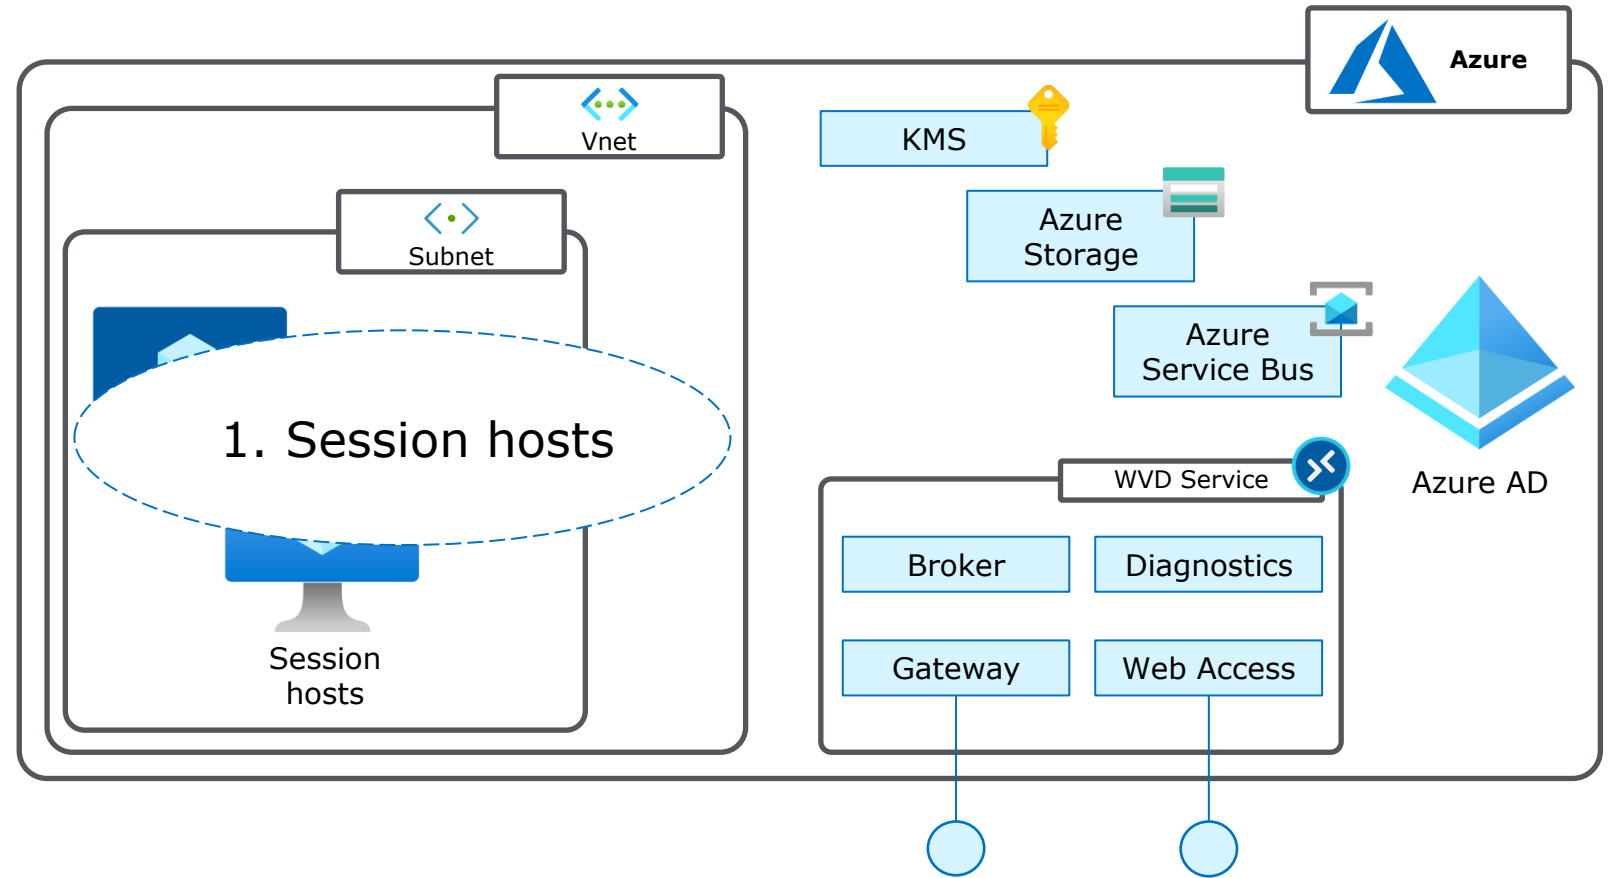 Azure
Vnet
Subnet
1. Session hosts
Session
hosts
KMS
Azure
Storage
Azure
Service Bus
Azure AD
WVD Service
Broker
Diagnostics
Gateway
Web Access